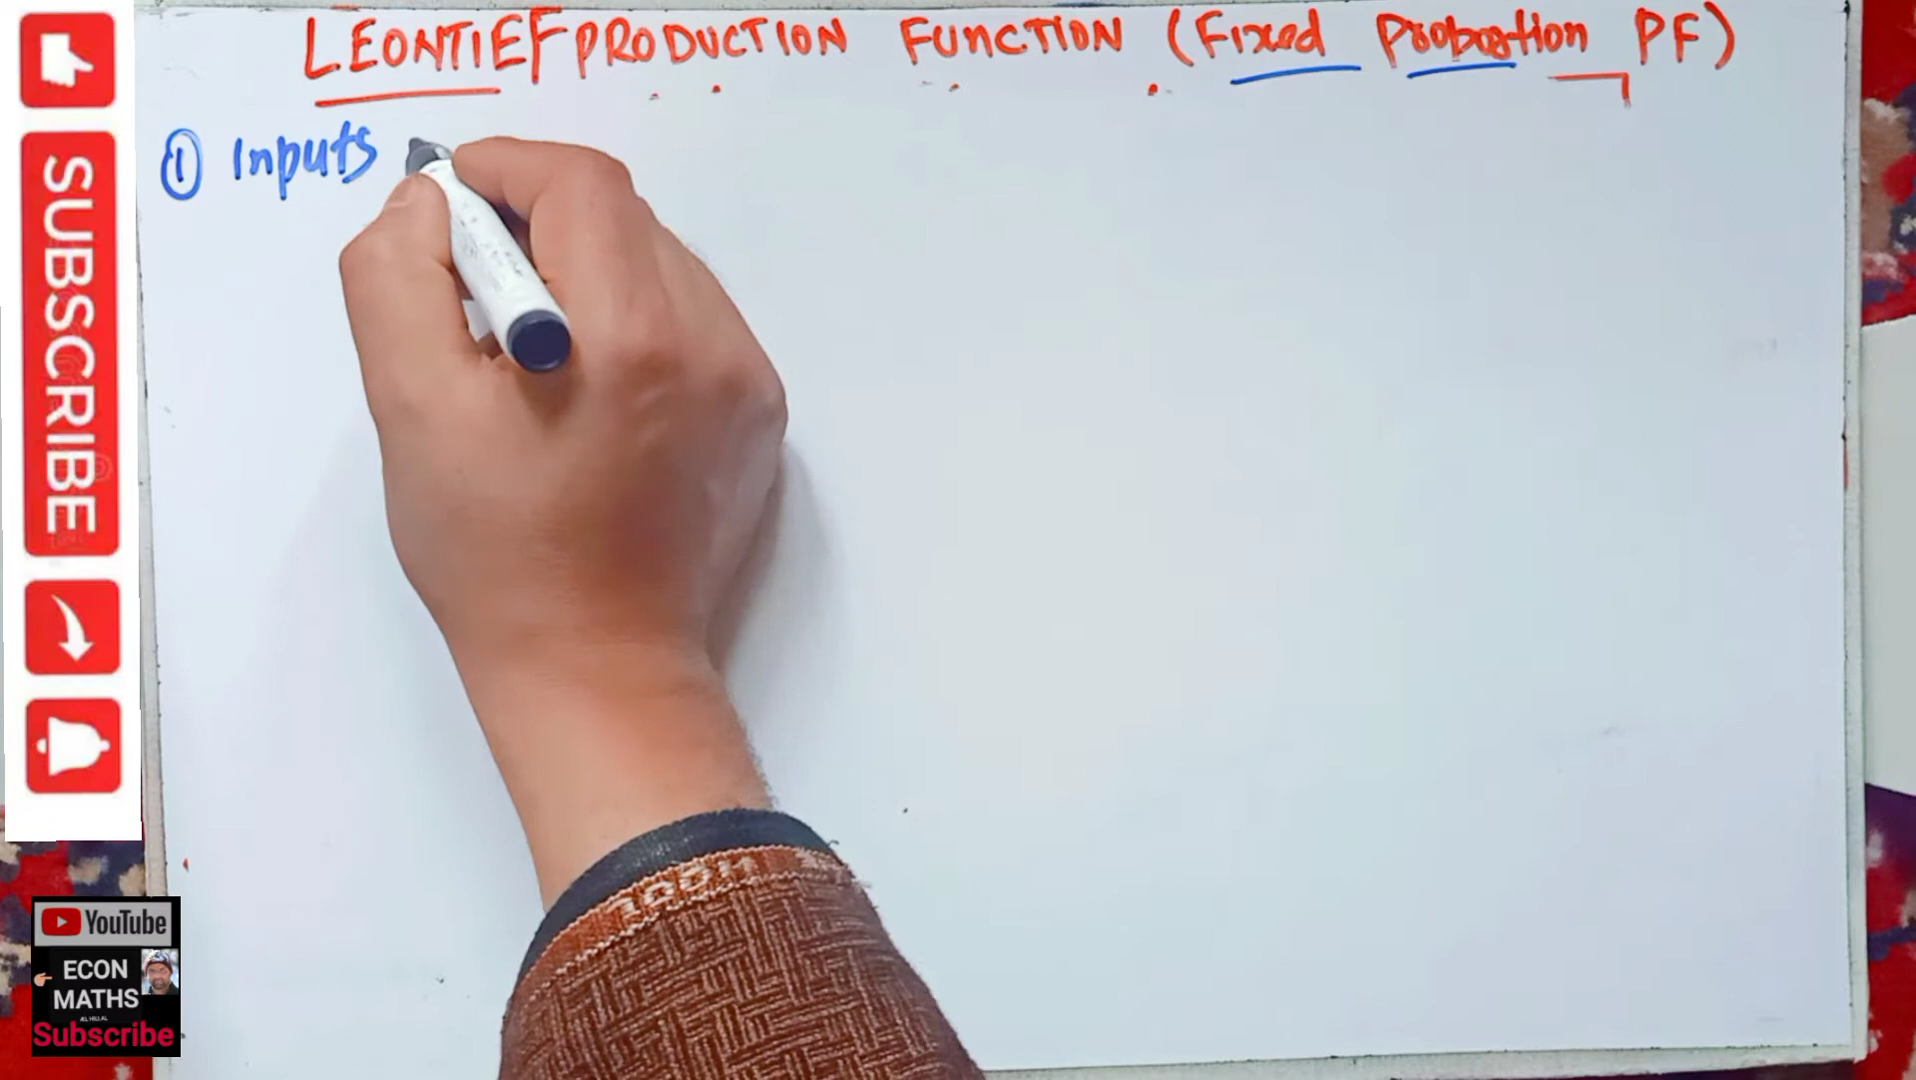 LEONTIEF PRODUCTION FUNCTION (Fixed Proportion PF)
① Inputs
SUBSCRIBE
YouTube
ECON
MATHS
Subscribe